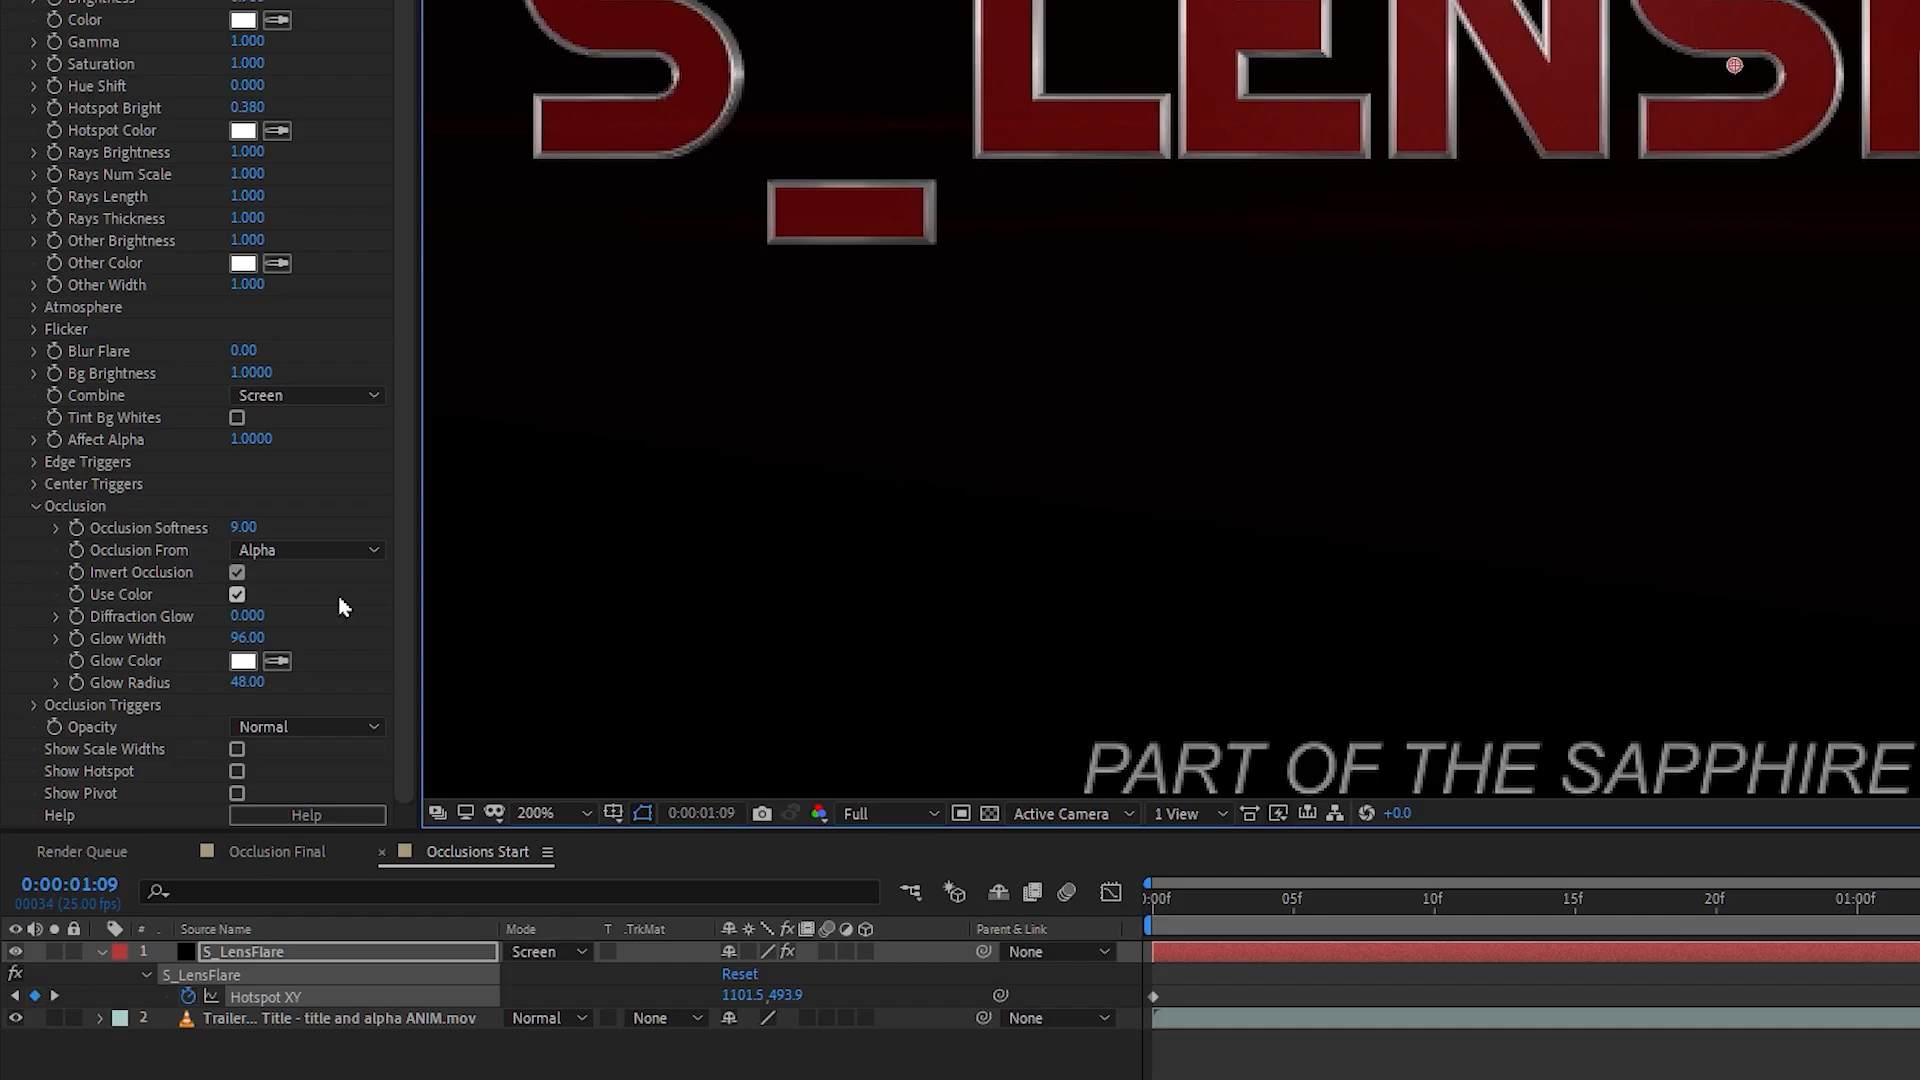 Color
Gamma 1.000
Saturation 1.000
Hue Shift 0.000
Hotspot Bright 0.380
Hotspot Color
Rays Brightness 1.000
Rays Num Scale 1.000
Rays Length 1.000
Rays Thickness 1.000
Other Brightness 1.000
Other Color
Other Width 1.000
Atmosphere
Flicker
Blur Flare 0.00
Bg Brightness 1.0000
Combine Screen
Tint Bg Whites
Affect Alpha 1.0000
Edge Triggers
Center Triggers
Occlusion
Occlusion Softness 9.00
Occlusion From Alpha
Invert Occlusion
Use Color
Diffraction Glow 0.000
Glow Width 96.00
Glow Color
Glow Radius 48.00
Occlusion Triggers
Opacity Normal
Show Scale Widths
Show Hotspot
Show Pivot
Help Help
S_LENS
PART OF THE SAPPHIRE
200% 0:00:01:09 Full Active Camera 1 View +0.0
Render Queue Occlusion Final × Occlusions Start
0:00:01:09
00034 (25.00 fps)
:00f 05f 10f 15f 20f 01:00f
# Source Name Mode T .TrkMat fx Parent & Link
1 S_LensFlare Screen fx None
fx S_LensFlare Reset
Hotspot XY 1101.5,493.9
2 Trailer... Title - title and alpha ANIM.mov Normal None None